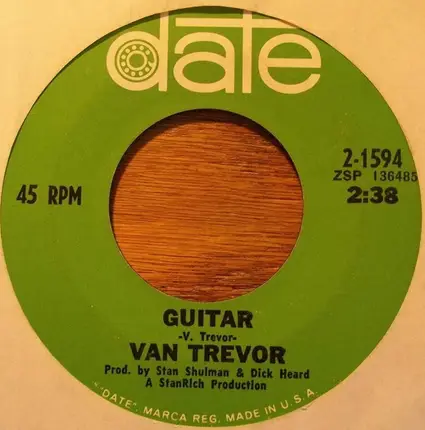 date
2-1594
ZSP 136485
45 RPM
2:38
GUITAR
-V. Trevor-
VAN TREVOR
Prod. by Stan Shulman & Dick Heard
A StanRich Production
"DATE". MARCA REG. MADE IN U.S.A.